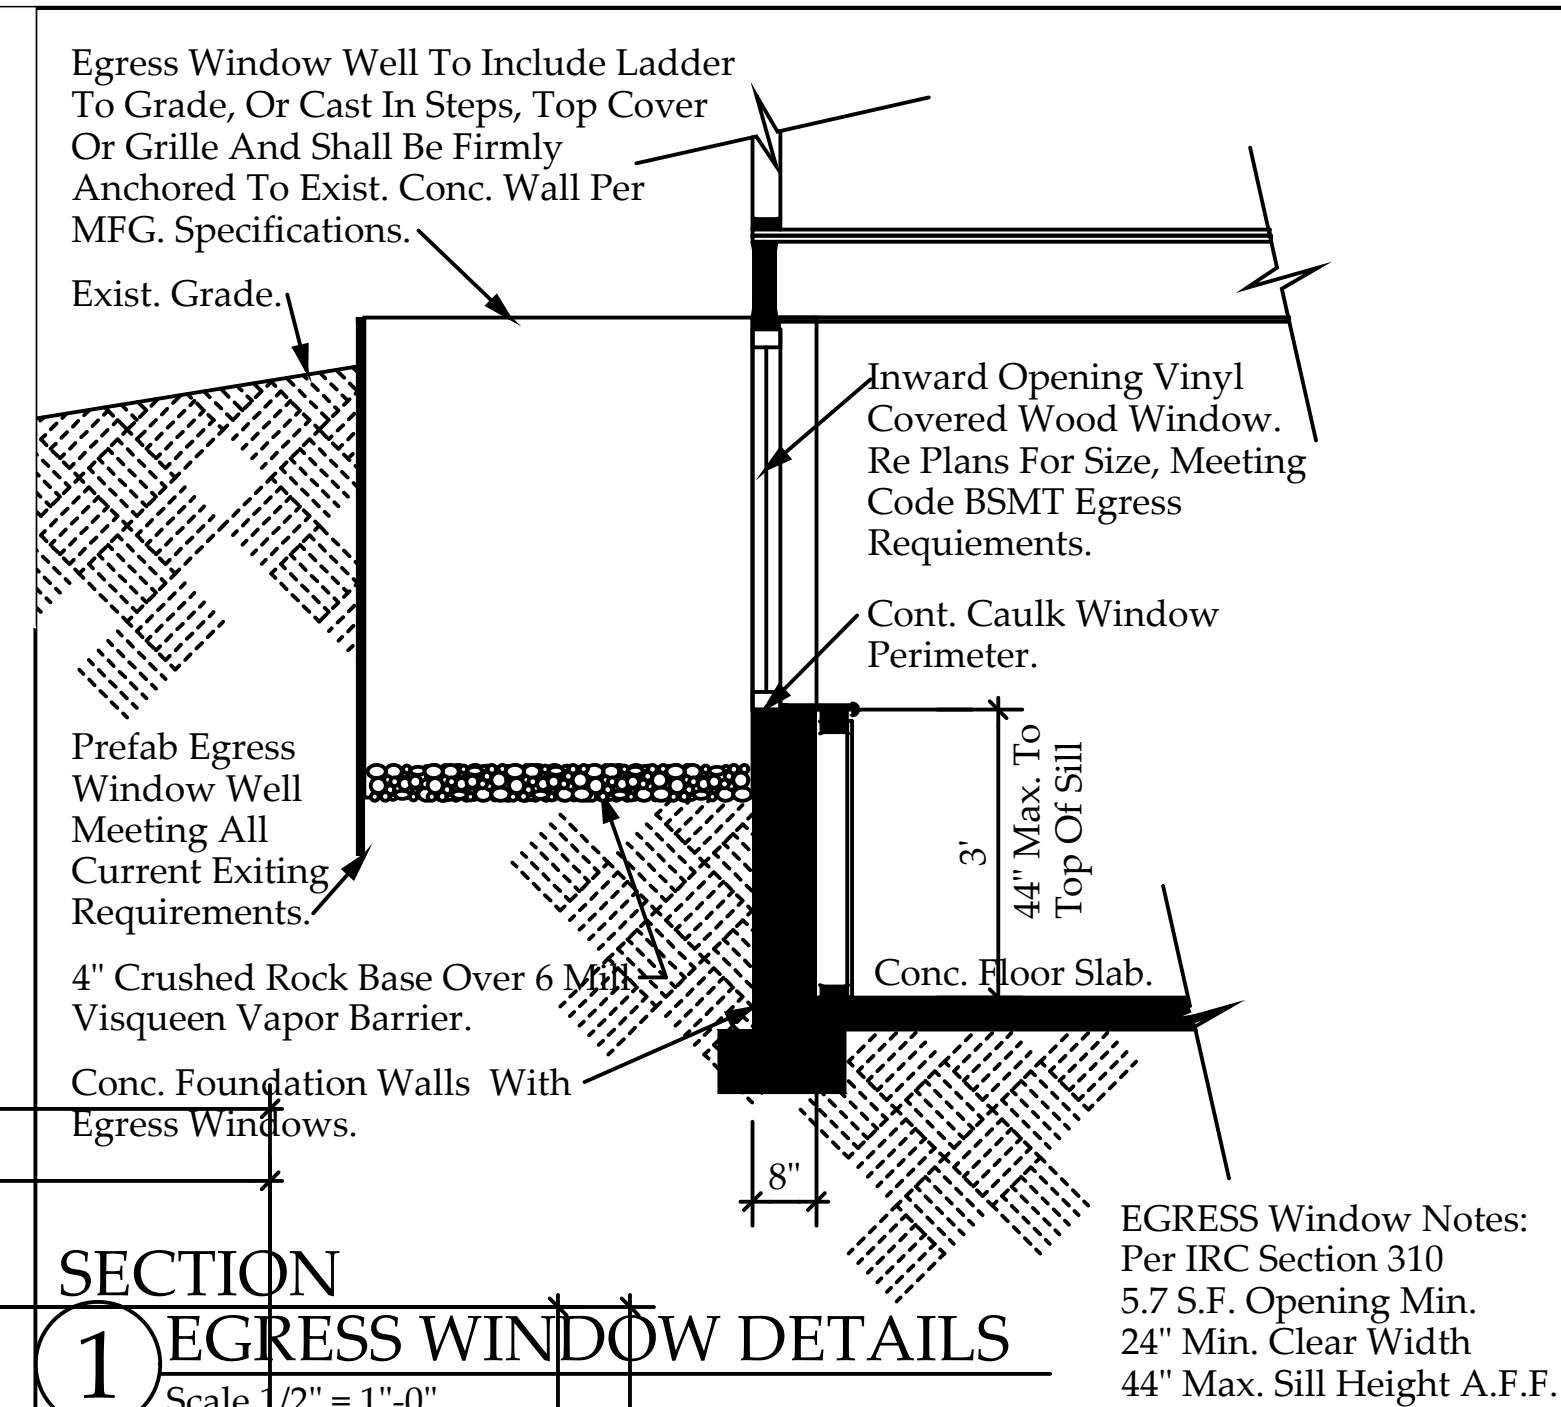 Egress Window Well To Include Ladder
To Grade, Or Cast In Steps, Top Cover
Or Grille And Shall Be Firmly
Anchored To Exist. Conc. Wall Per
MFG. Specifications.
Exist. Grade.
Inward Opening Vinyl
Covered Wood Window.
Re Plans For Size, Meeting
Code BSMT Egress
Requiements.
Cont. Caulk Window
Perimeter.
Prefab Egress
Window Well
Meeting All
Current Exiting
Requirements.
3'
44" Max. To
Top Of Sill
4" Crushed Rock Base Over 6 Mill
Visqueen Vapor Barrier.
Conc. Floor Slab.
Conc. Foundation Walls With
Egress Windows.
8"
EGRESS Window Notes:
Per IRC Section 310
5.7 S.F. Opening Min.
24" Min. Clear Width
44" Max. Sill Height A.F.F.
SECTION
1
EGRESS WINDOW DETAILS
Scale 1/2" = 1"-0"